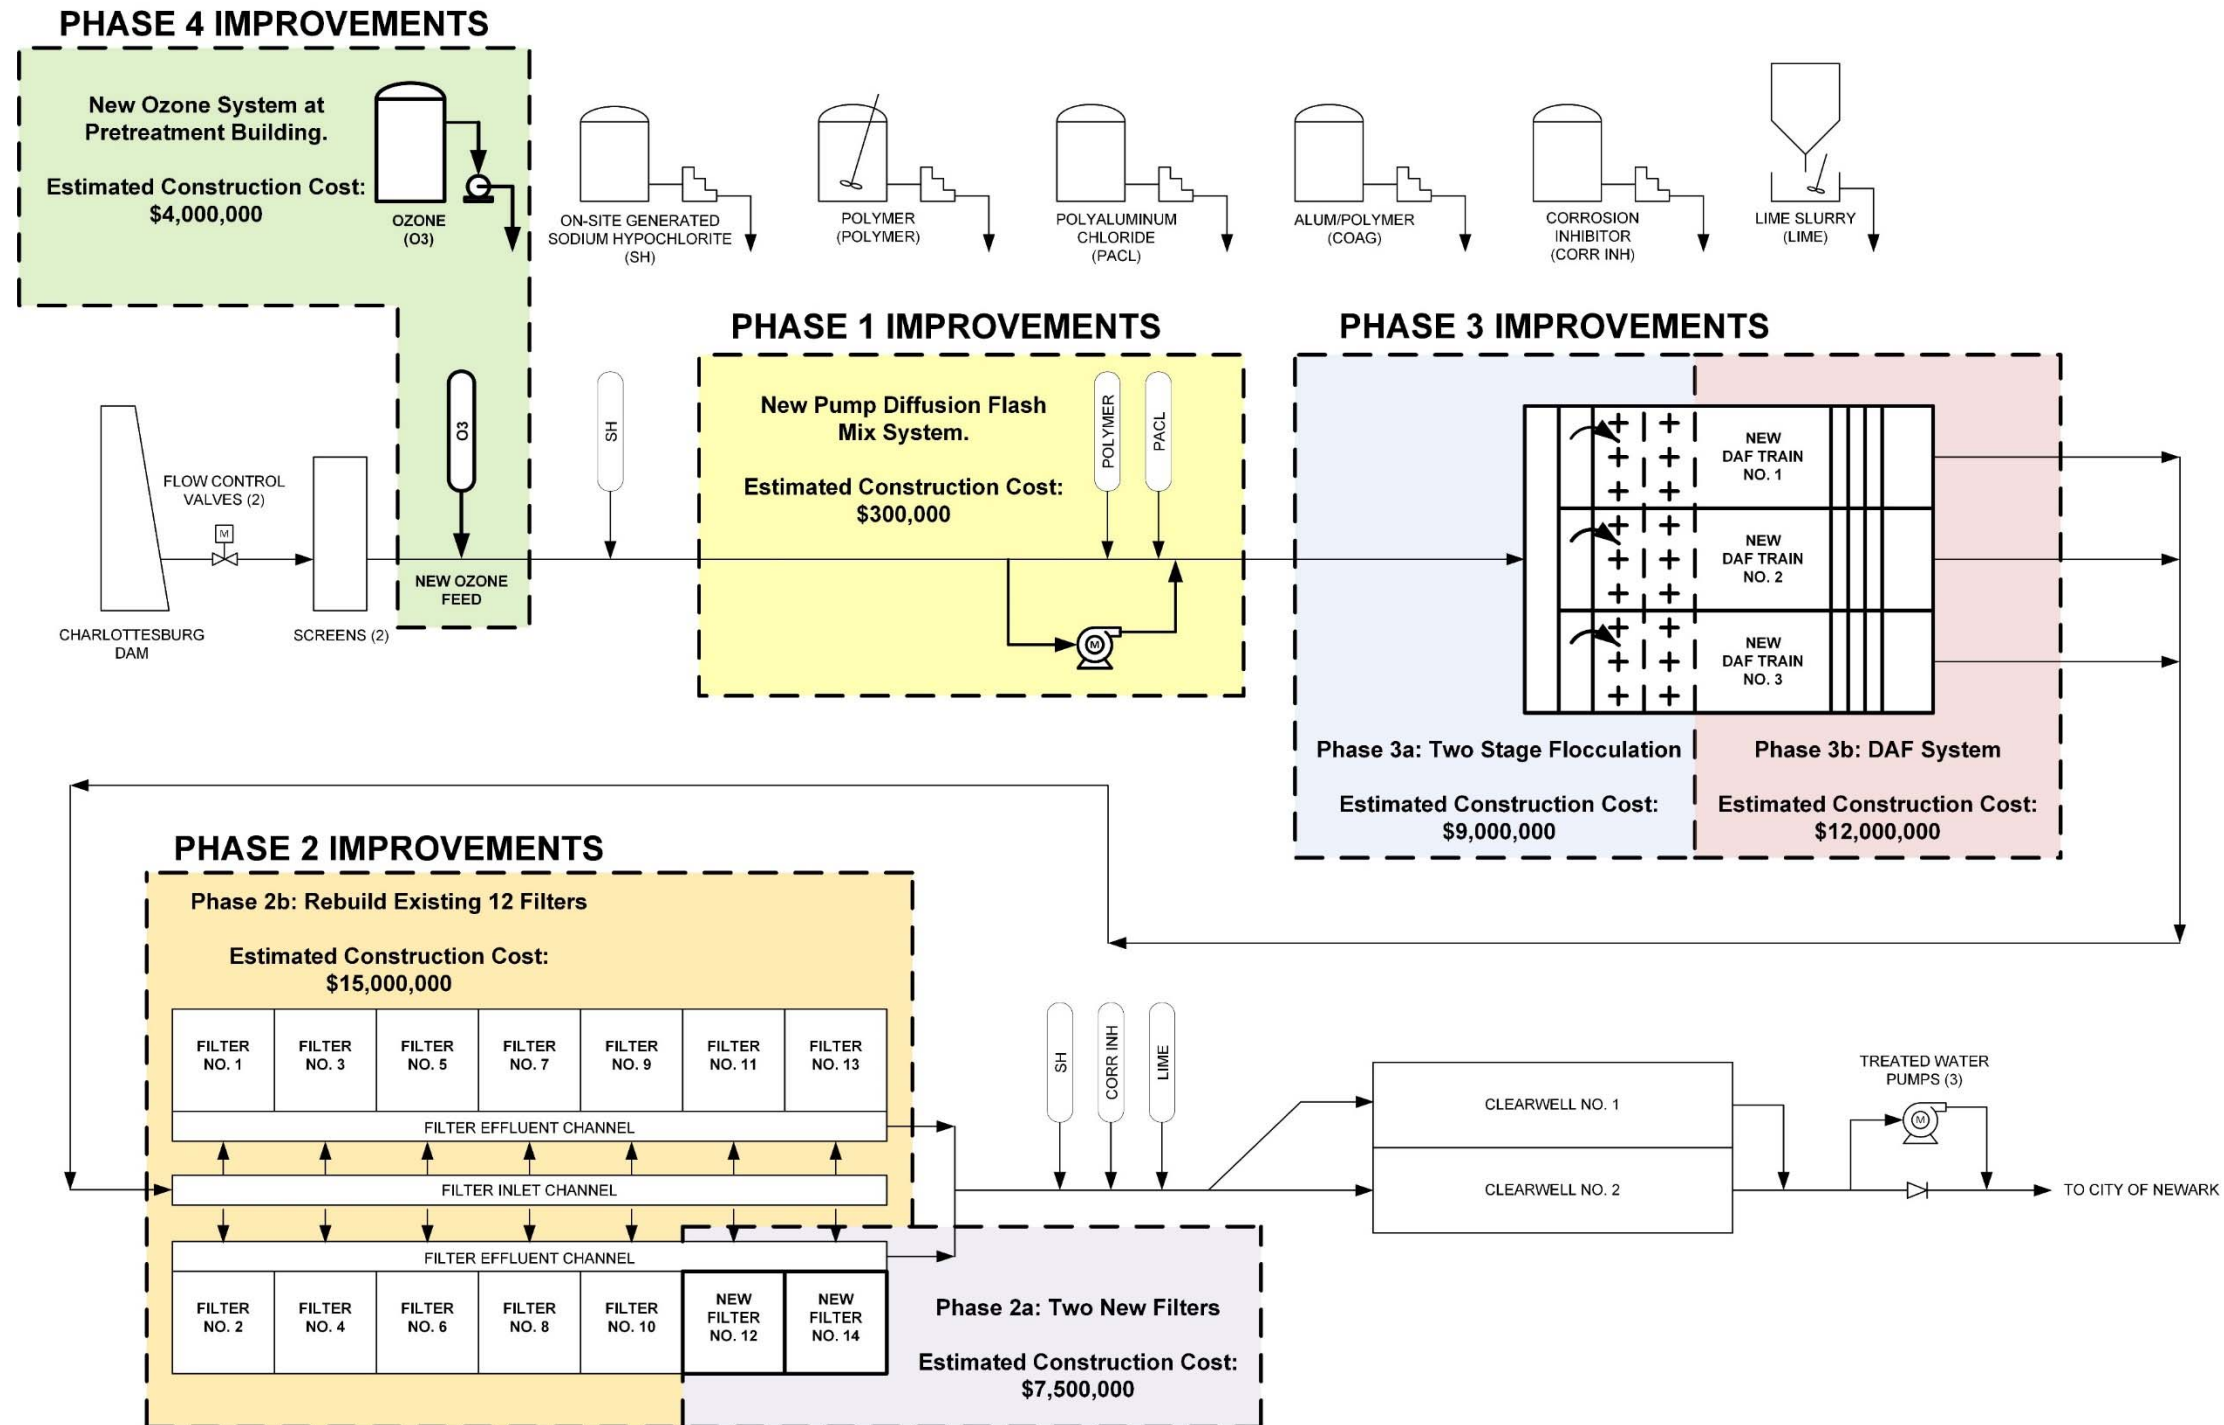 PHASE 4 IMPROVEMENTS
New Ozone System at
Pretreatment Building.
Estimated Construction Cost:
$4,000,000
OZONE
(O3)
ON-SITE GENERATED
SODIUM HYPOCHLORITE
(SH)
POLYMER
(POLYMER)
POLYALUMINUM
CHLORIDE
(PACL)
ALUM/POLYMER
(COAG)
CORROSION
INHIBITOR
(CORR INH)
LIME SLURRY
(LIME)
O3
NEW OZONE
FEED
CHARLOTTESBURG
DAM
FLOW CONTROL
VALVES (2)
M
SCREENS (2)
SH
PHASE 1 IMPROVEMENTS
New Pump Diffusion Flash
Mix System.
Estimated Construction Cost:
$300,000
POLYMER
PACL
M
PHASE 3 IMPROVEMENTS
NEW
DAF TRAIN
NO. 1
NEW
DAF TRAIN
NO. 2
NEW
DAF TRAIN
NO. 3
Phase 3a: Two Stage Flocculation
Estimated Construction Cost:
$9,000,000
Phase 3b: DAF System
Estimated Construction Cost:
$12,000,000
PHASE 2 IMPROVEMENTS
Phase 2b: Rebuild Existing 12 Filters
Estimated Construction Cost:
$15,000,000
FILTER
NO. 1
FILTER
NO. 3
FILTER
NO. 5
FILTER
NO. 7
FILTER
NO. 9
FILTER
NO. 11
FILTER
NO. 13
FILTER EFFLUENT CHANNEL
FILTER INLET CHANNEL
FILTER EFFLUENT CHANNEL
FILTER
NO. 2
FILTER
NO. 4
FILTER
NO. 6
FILTER
NO. 8
FILTER
NO. 10
NEW
FILTER
NO. 12
NEW
FILTER
NO. 14
Phase 2a: Two New Filters
Estimated Construction Cost:
$7,500,000
SH
CORR INH
LIME
CLEARWELL NO. 1
CLEARWELL NO. 2
TREATED WATER
PUMPS (3)
M
TO CITY OF NEWARK